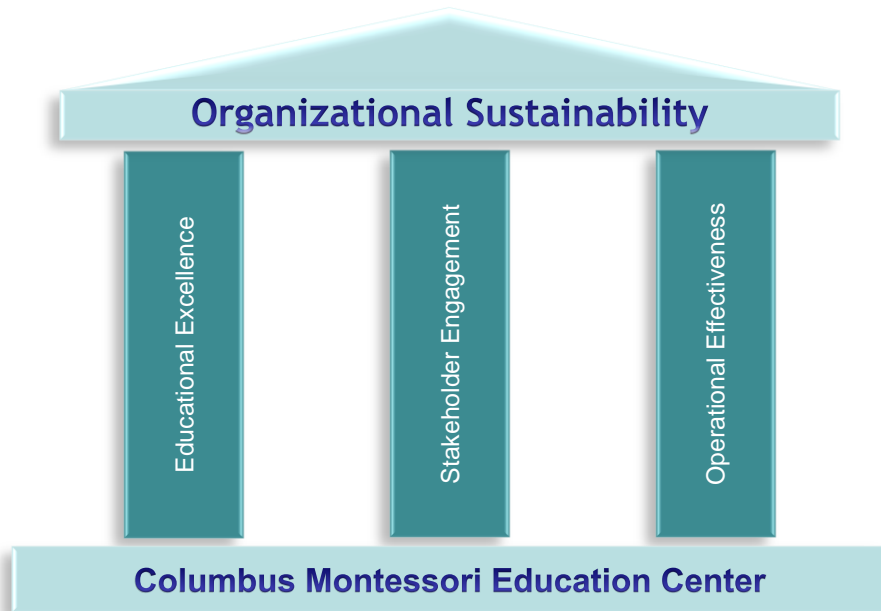 Organizational Sustainability
Educational Excellence
Stakeholder Engagement
Operational Effectiveness
Columbus Montessori Education Center